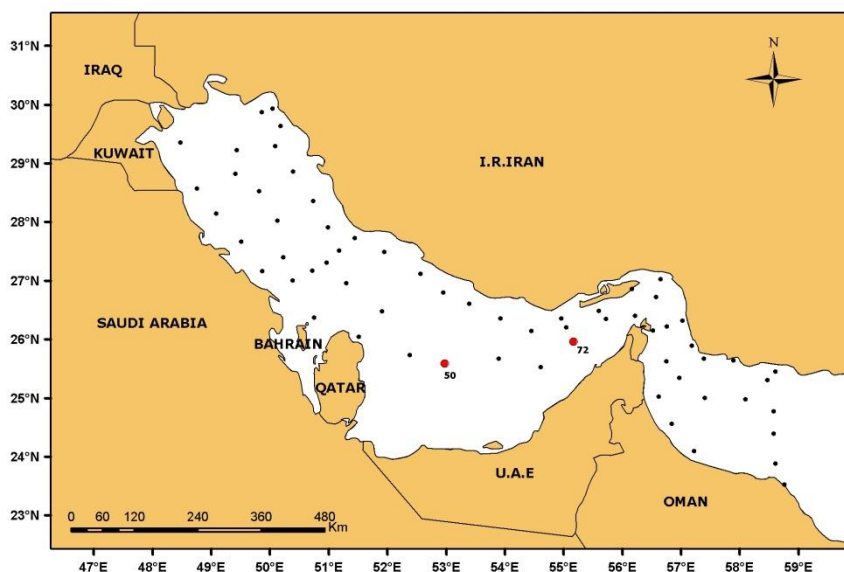 31°N
N
IRAQ
30°N
KUWAIT
29°N
I.R.IRAN
28°N
27°N
SAUDI ARABIA
26°N
BAHRAIN
72
QATAR
50
25°N
24°N
U.A.E
OMAN
0 60 120 240 360 480
Km
23°N
47°E 48°E 49°E 50°E 51°E 52°E 53°E 54°E 55°E 56°E 57°E 58°E 59°E